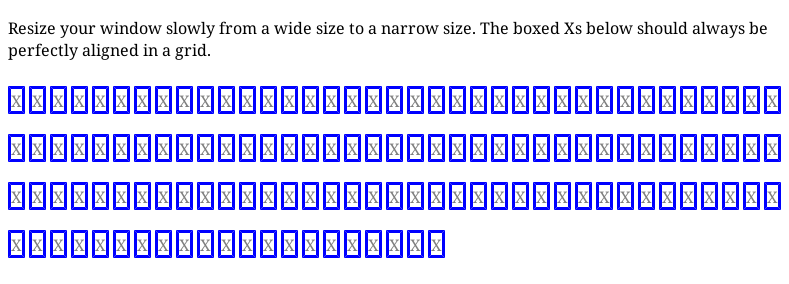 Resize your window slowly from a wide size to a narrow size. The boxed Xs below should always be
perfectly aligned in a grid.
X X X X X X X X X X X X X X X X X X X X X X X X X X X X X X X X X X X X X
X X X X X X X X X X X X X X X X X X X X X X X X X X X X X X X X X X X X X
X X X X X X X X X X X X X X X X X X X X X X X X X X X X X X X X X X X X X
X X X X X X X X X X X X X X X X X X X X X